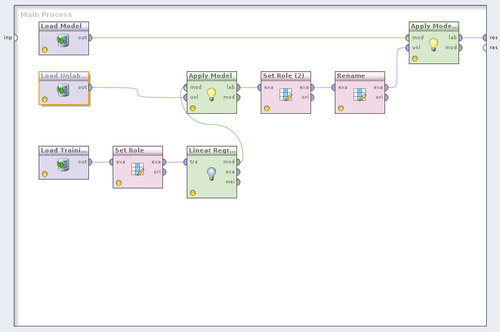 Main Process
inp
Load Model
out
Apply Mode...
mod
unl
lab
mod
res
res
Load Unlab...
out
Apply Model
mod
unl
lab
mod
Set Role (2)
exa
exa
ori
Rename
exa
exa
ori
Load Traini...
out
Set Role
exa
exa
ori
Linear Regr...
tra
mod
exa
wei